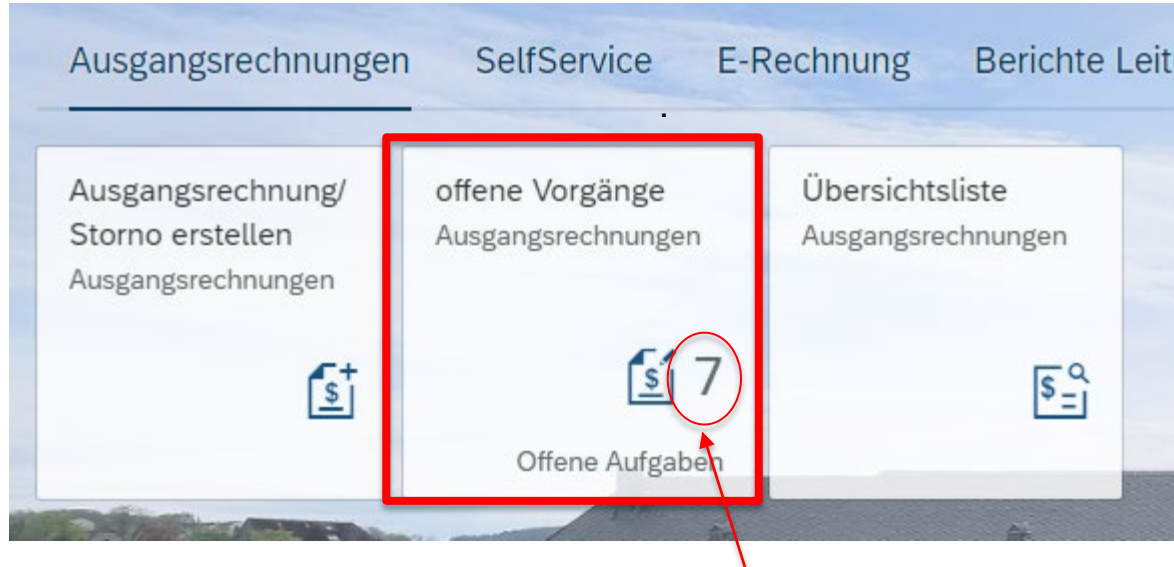 Ausgangsrechnungen SelfService E-Rechnung Berichte Leit
Ausgangsrechnung/
Storno erstellen
Ausgangsrechnungen
offene Vorgänge
Ausgangsrechnungen
7
Offene Aufgaben
Übersichtsliste
Ausgangsrechnungen